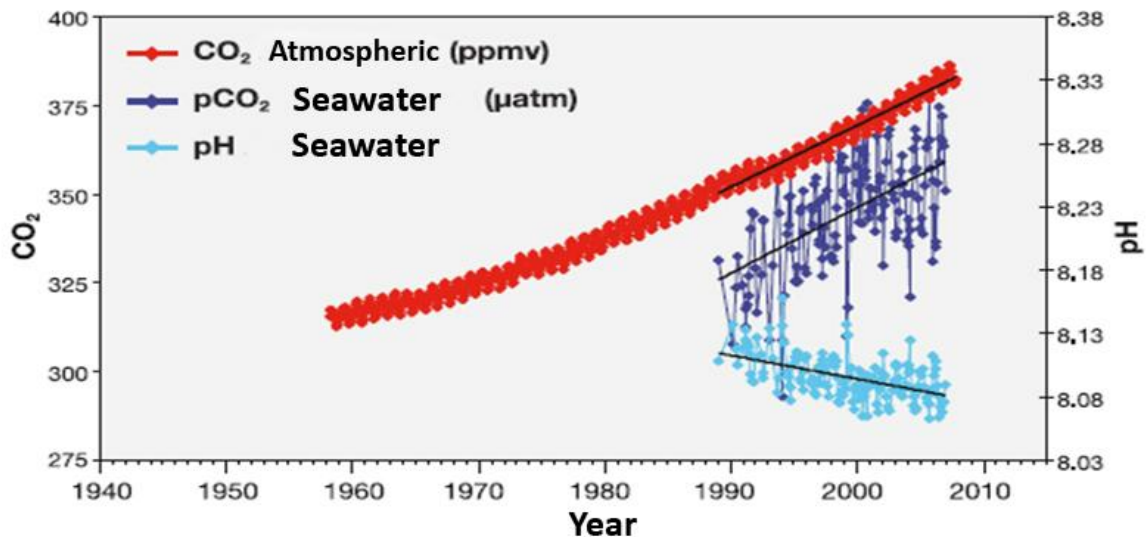 400
375
350
325
300
275
CO₂
CO₂ Atmospheric (ppmv)
pCO₂ Seawater (µatm)
pH Seawater
8.38
8.33
8.28
8.23
8.18
8.13
8.08
8.03
pH
1940 1950 1960 1970 1980 1990 2000 2010
Year